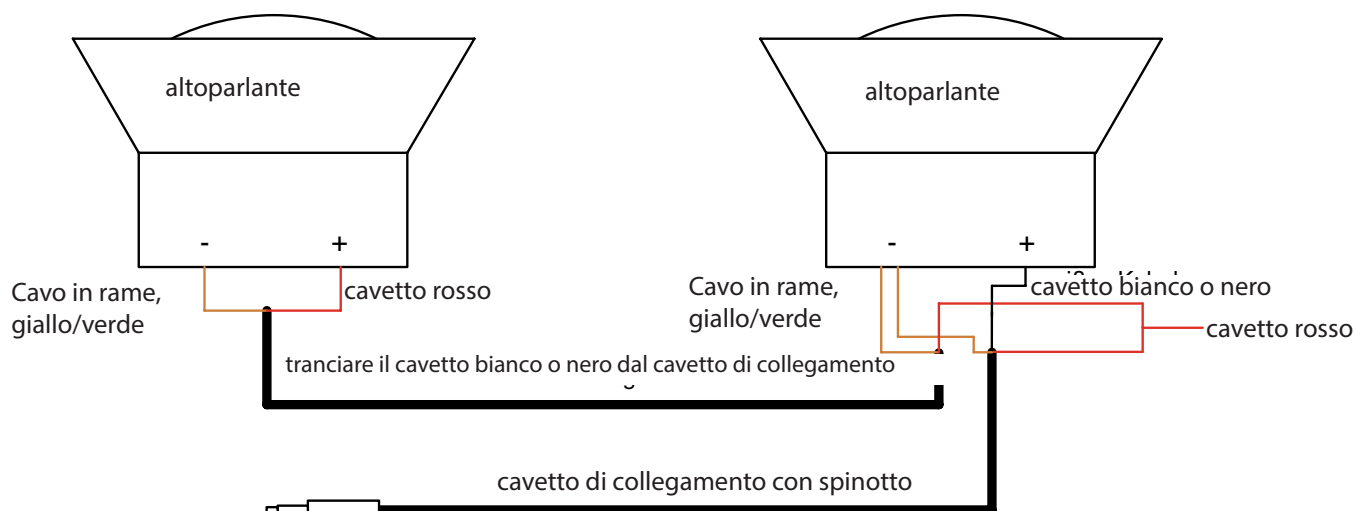 altoparlante
altoparlante
- +
- +
Cavo in rame,
giallo/verde
cavetto rosso
Cavo in rame,
giallo/verde
cavetto bianco o nero
cavetto rosso
tranciare il cavetto bianco o nero dal cavetto di collegamento
cavetto di collegamento con spinotto